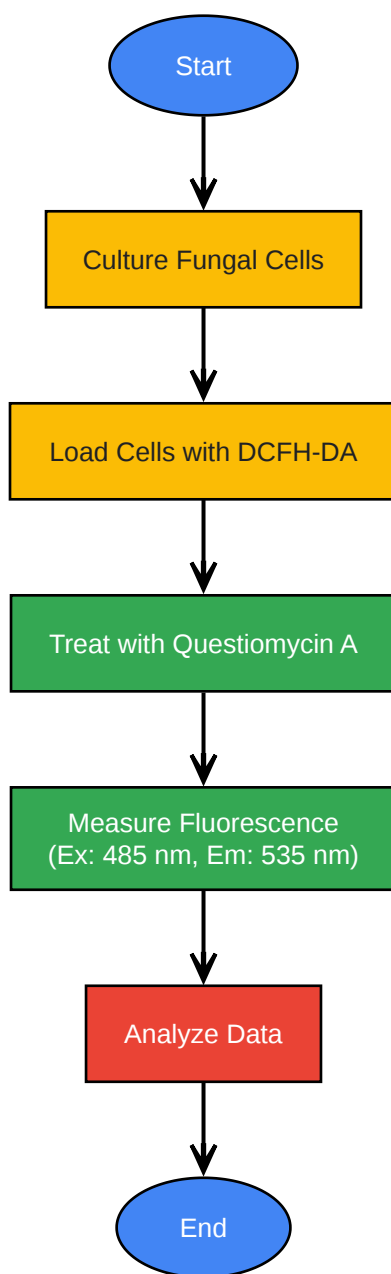 Start
Culture Fungal Cells
Load Cells with DCFH-DA
Treat with Questiomycin A
Measure Fluorescence
(Ex: 485 nm, Em: 535 nm)
Analyze Data
End